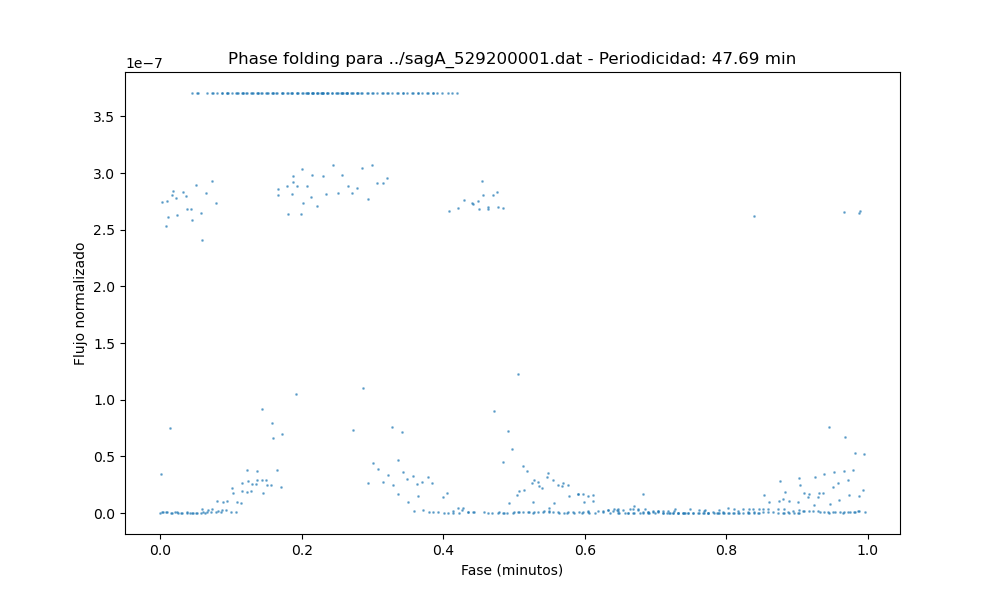 Phase folding para ../sagA_529200001.dat - Periodicidad: 47.69 min
1e−7
3.5
3.0
2.5
2.0
1.5
1.0
0.5
0.0
Flujo normalizado
0.0 0.2 0.4 0.6 0.8 1.0
Fase (minutos)